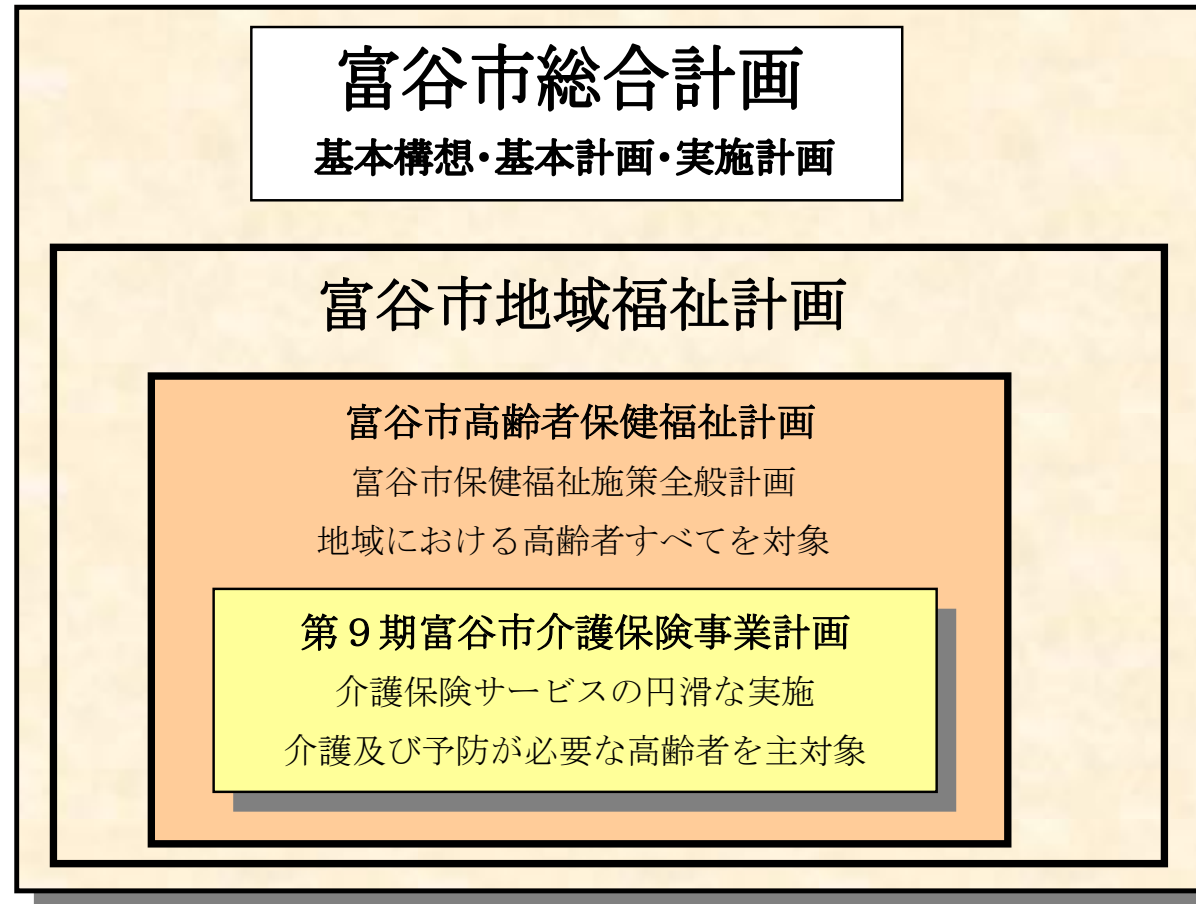 富谷市総合計画
基本構想・基本計画・実施計画
富谷市地域福祉計画
富谷市高齢者保健福祉計画
富谷市保健福祉施策全般計画
地域における高齢者すべてを対象
第９期富谷市介護保険事業計画
介護保険サービスの円滑な実施
介護及び予防が必要な高齢者を主対象